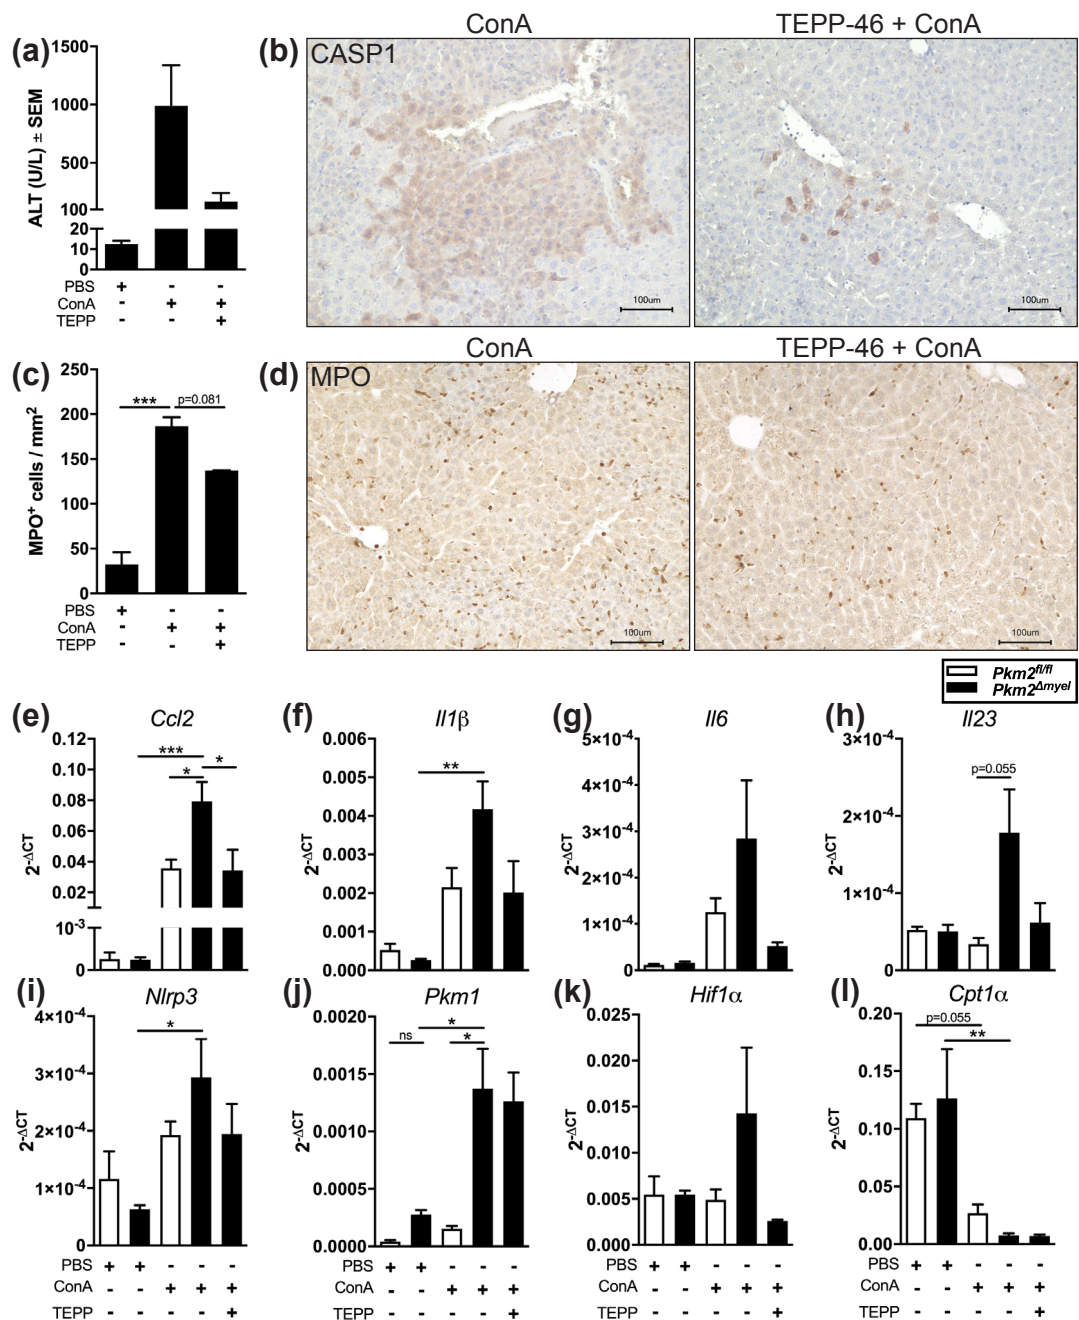 ConA
TEPP-46 + ConA
(a)
1500
1000
500
100
20
10
0
ALT (U/L) ± SEM
PBS + - -
ConA - + +
TEPP - - +
(b)
CASP1
100um
100um
(c)
250
200
150
100
50
0
MPO+ cells / mm2
***
p=0.081
PBS + - -
ConA - + +
TEPP - - +
ConA
TEPP-46 + ConA
(d)
MPO
100um
100um
Pkm2fl/fl
Pkm2Δmyel
(e)
Ccl2
0.12
0.10
0.08
0.06
0.04
0.02
10-3
0
2-ΔCT
***
*
*
(f)
Il1β
0.006
0.005
0.004
0.003
0.002
0.001
0.000
2-ΔCT
**
(g)
Il6
5×10-4
4×10-4
3×10-4
2×10-4
1×10-4
0
2-ΔCT
(h)
Il23
3×10-4
2×10-4
1×10-4
0
2-ΔCT
p=0.055
(i)
Nlrp3
4×10-4
3×10-4
2×10-4
1×10-4
0
2-ΔCT
*
(j)
Pkm1
0.0020
0.0015
0.0010
0.0005
0.0000
2-ΔCT
ns
*
*
(k)
Hif1α
0.025
0.020
0.015
0.010
0.005
0.000
2-ΔCT
(l)
Cpt1α
0.20
0.15
0.10
0.05
0.00
2-ΔCT
p=0.055
**
PBS + + - - - + + - - - + + - - - + + - - -
ConA - - + + + - - + + + - - + + + - - + + +
TEPP - - - - + - - - - + - - - - + - - - - +